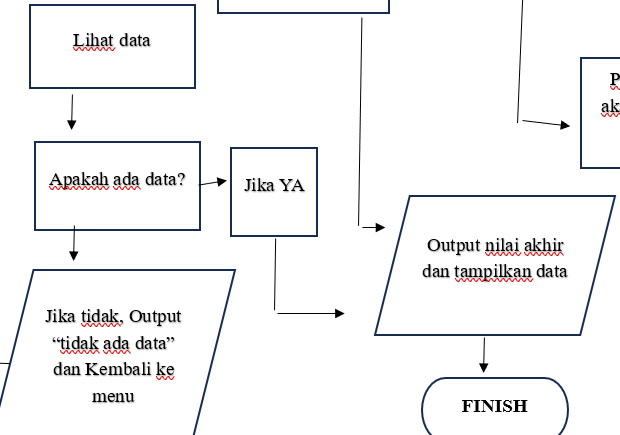 Lihat data
Apakah ada data?
Jika YA
Jika tidak, Output
“tidak ada data”
dan Kembali ke
menu
Output nilai akhir
dan tampilkan data
FINISH